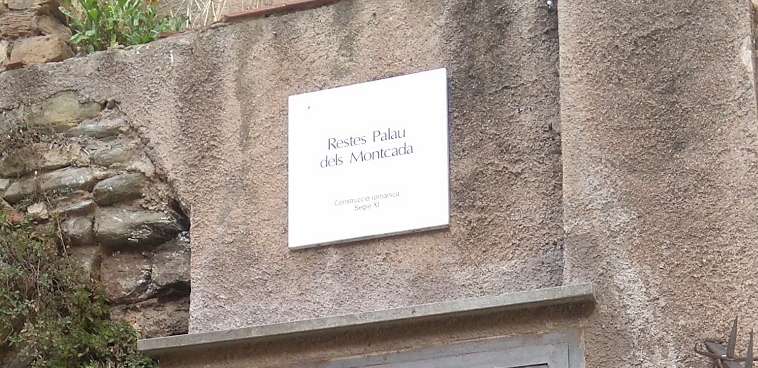 Restes Palau
dels Montcada
Construcció romànica
Segle XI